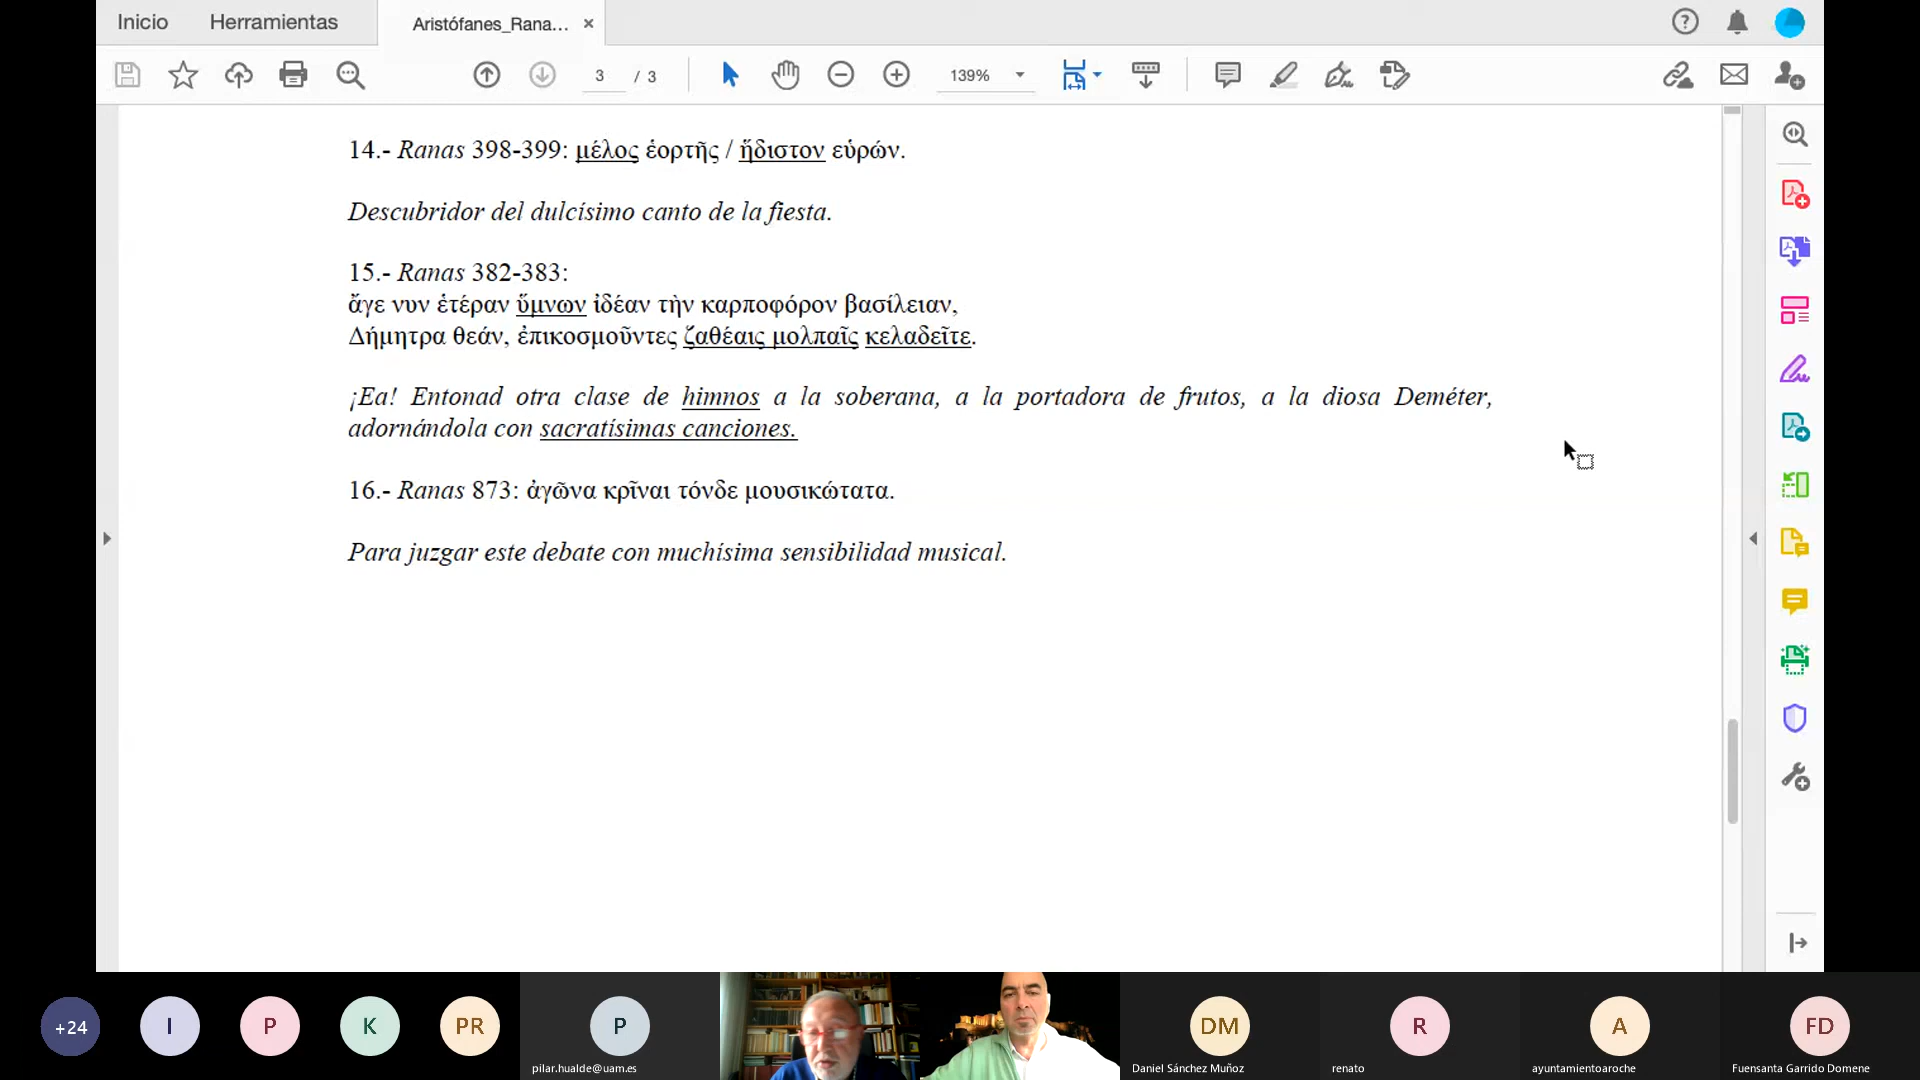 Inicio
Herramientas
Aristófanes_Rana...
3 / 3
139%
14.- Ranas 398-399: μέλος ἑορτῆς / ἥδιστον εὑρών.
Descubridor del dulcísimo canto de la fiesta.
15.- Ranas 382-383:
ἄγε νυν ἑτέραν ὕμνων ἰδέαν τὴν καρποφόρον βασίλειαν,
Δήμητρα θεάν, ἐπικοσμοῦντες ζαθέαις μολπαῖς κελαδεῖτε.
¡Ea! Entonad otra clase de himnos a la soberana, a la portadora de frutos, a la diosa Deméter,
adornándola con sacratísimas canciones.
16.- Ranas 873: ἀγῶνα κρῖναι τόνδε μουσικώτατα.
Para juzgar este debate con muchísima sensibilidad musical.
+24
I
P
K
PR
P
DM
R
A
FD
pilar.hualde@uam.es
Daniel Sánchez Muñoz
renato
ayuntamientoaroche
Fuensanta Garrido Domene